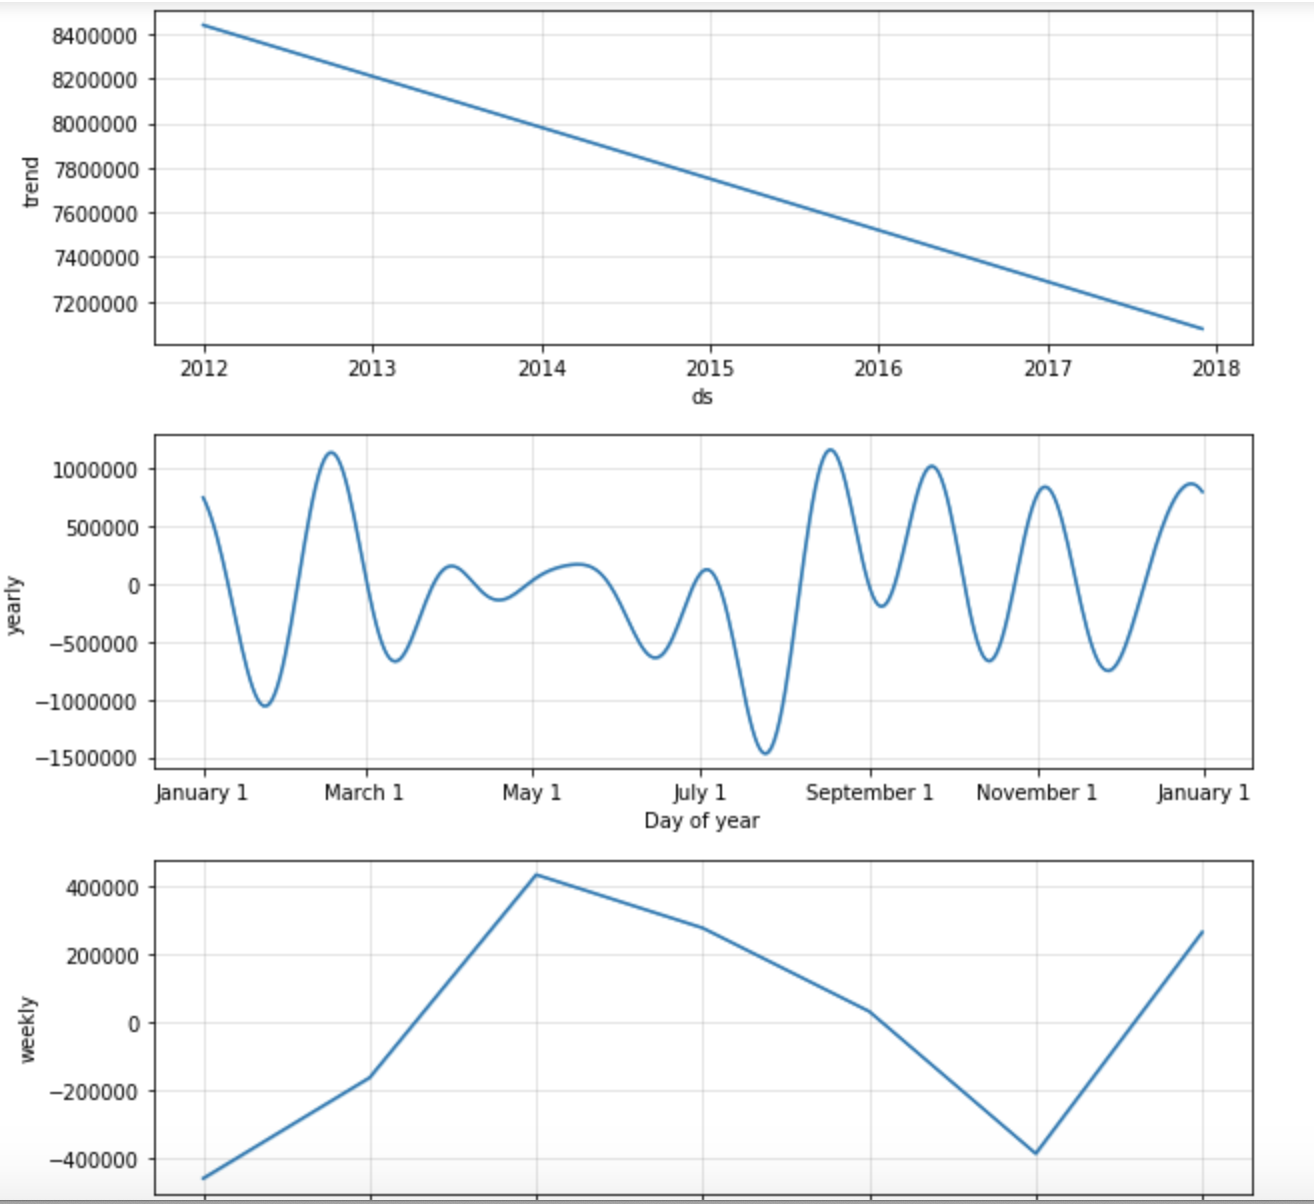 8400000
8200000
8000000
7800000
7600000
7400000
7200000
trend
2012 2013 2014 2015 2016 2017 2018
ds
1000000
500000
0
−500000
−1000000
−1500000
yearly
January 1 March 1 May 1 July 1 September 1 November 1 January 1
Day of year
400000
200000
0
−200000
−400000
weekly